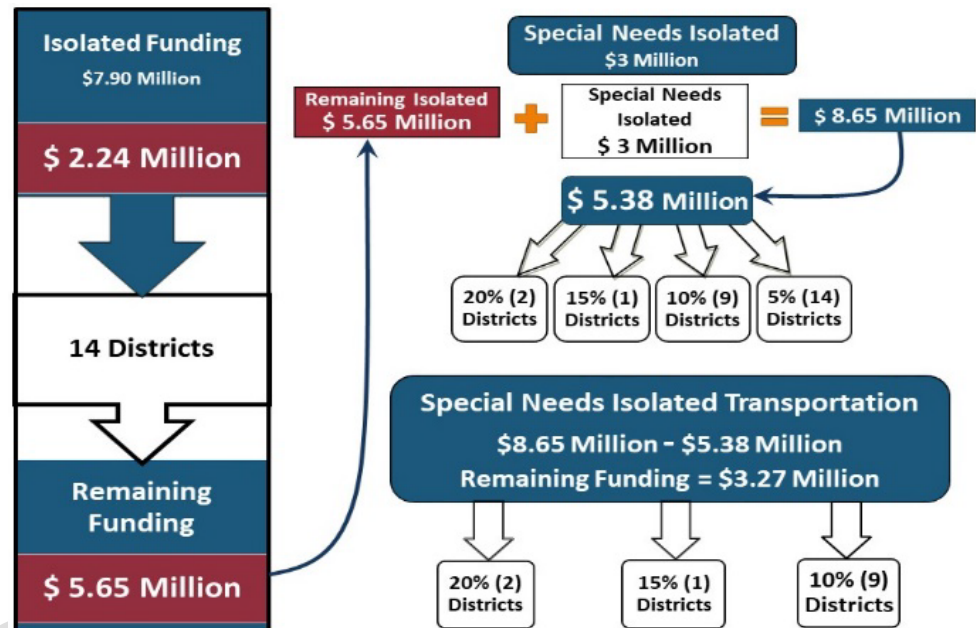 Isolated Funding
$7.90 Million
$ 2.24 Million
14 Districts
Remaining
Funding
$ 5.65 Million
Special Needs Isolated
$3 Million
Remaining Isolated
$ 5.65 Million
+
Special Needs
Isolated
$ 3 Million
=
$ 8.65 Million
$ 5.38 Million
20% (2)
Districts
15% (1)
Districts
10% (9)
Districts
5% (14)
Districts
Special Needs Isolated Transportation
$8.65 Million - $5.38 Million
Remaining Funding = $3.27 Million
20% (2)
Districts
15% (1)
Districts
10% (9)
Districts